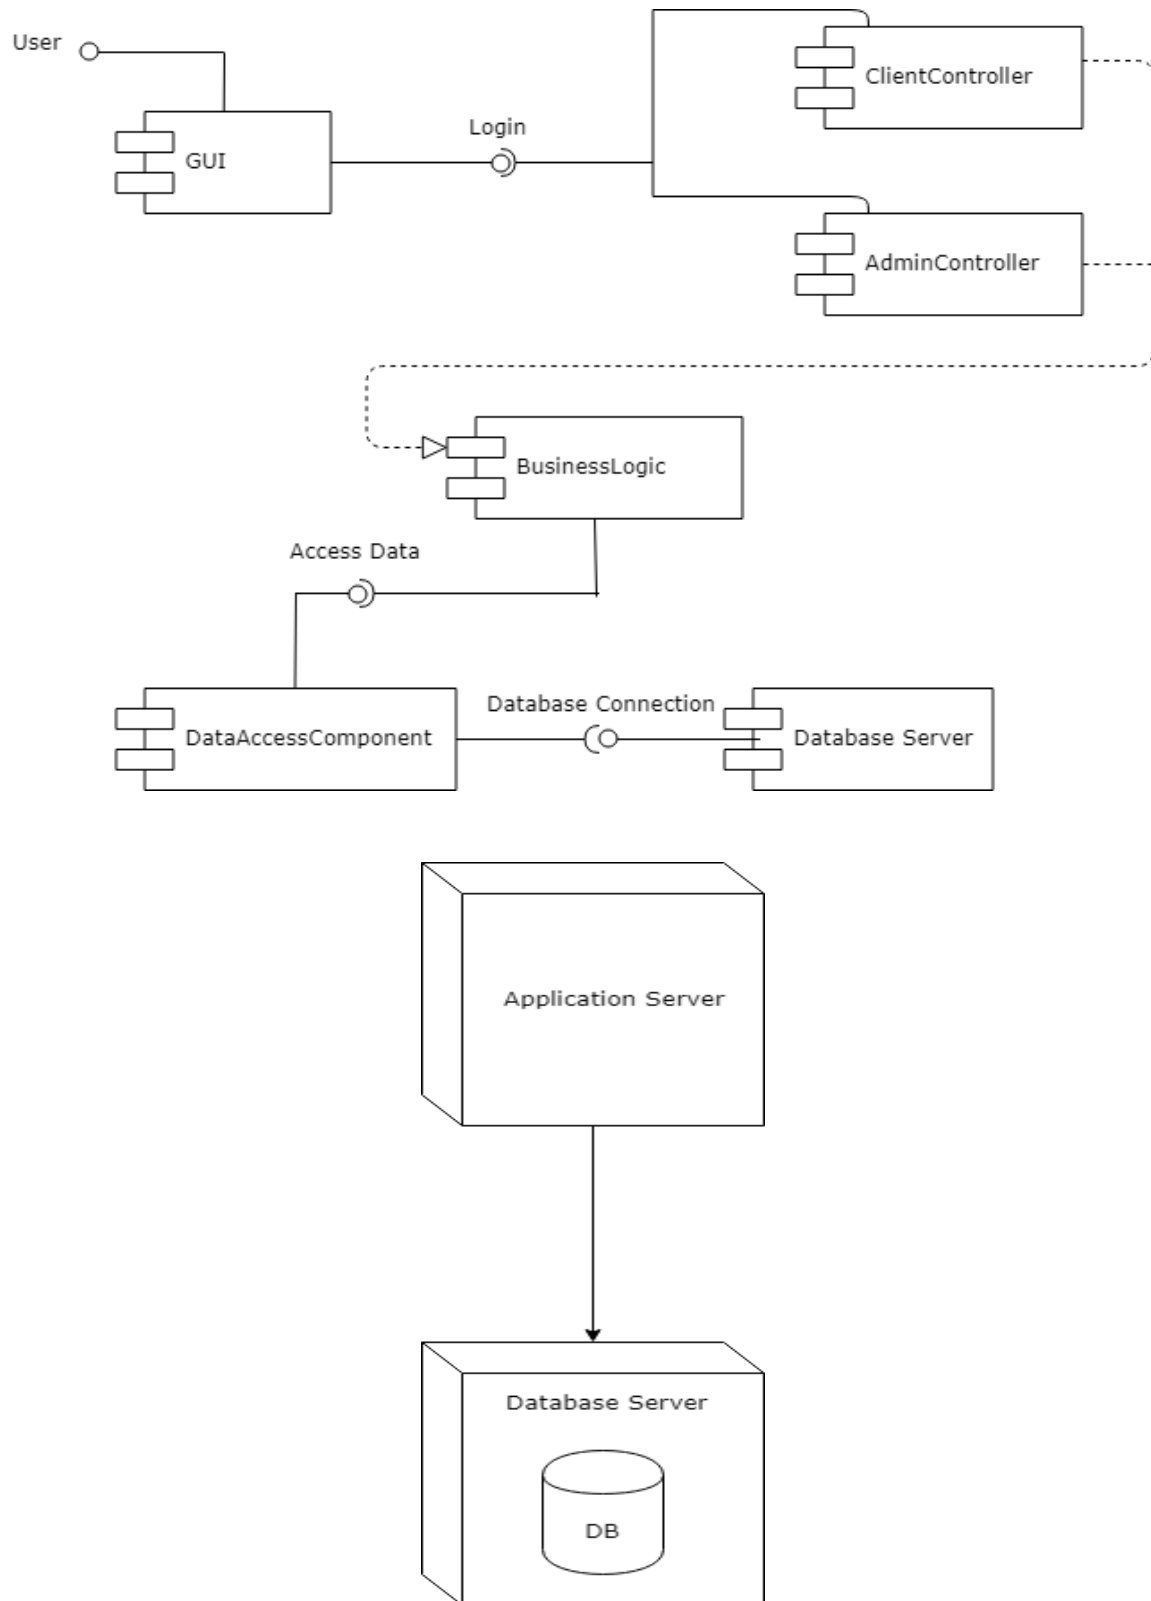 User
Login
ClientController
GUI
AdminController
BusinessLogic
Access Data
Database Connection
DataAccessComponent
Database Server
Application Server
Database Server
DB